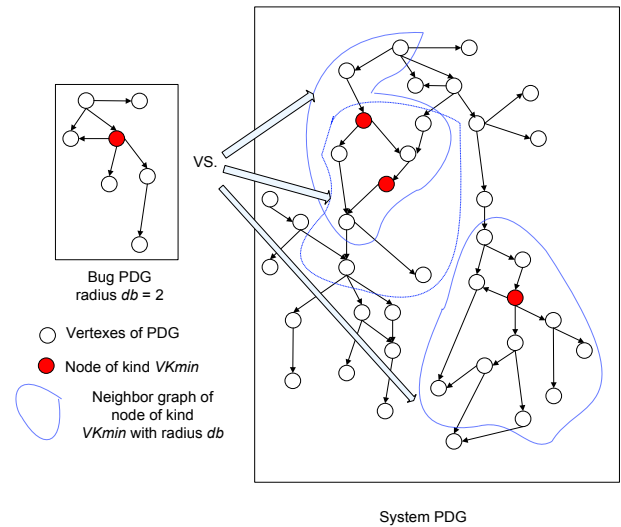 VS.
Bug PDG
radius db = 2
Vertexes of PDG
Node of kind VKmin
Neighbor graph of
node of kind
VKmin with radius db
System PDG